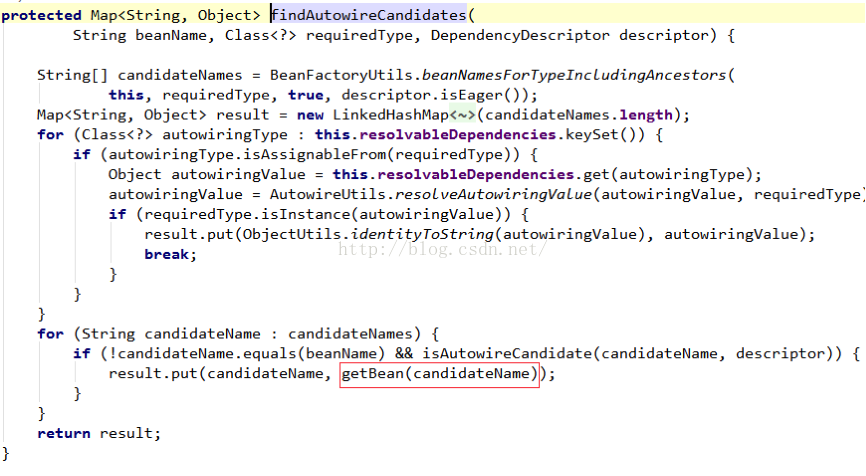 protected Map<String, Object> findAutowireCandidates(
        String beanName, Class<?> requiredType, DependencyDescriptor descriptor) {

    String[] candidateNames = BeanFactoryUtils.beanNamesForTypeIncludingAncestors(
            this, requiredType, true, descriptor.isEager());
    Map<String, Object> result = new LinkedHashMap<~>(candidateNames.length);
    for (Class<?> autowiringType : this.resolvableDependencies.keySet()) {
        if (autowiringType.isAssignableFrom(requiredType)) {
            Object autowiringValue = this.resolvableDependencies.get(autowiringType);
            autowiringValue = AutowireUtils.resolveAutowiringValue(autowiringValue, requiredType)
            if (requiredType.isInstance(autowiringValue)) {
                result.put(ObjectUtils.identityToString(autowiringValue), autowiringValue);
http://blog.csdn.net/
                break;
            }
        }
    }
    for (String candidateName : candidateNames) {
        if (!candidateName.equals(beanName) && isAutowireCandidate(candidateName, descriptor)) {
            result.put(candidateName, getBean(candidateName));
        }
    }
    return result;
}